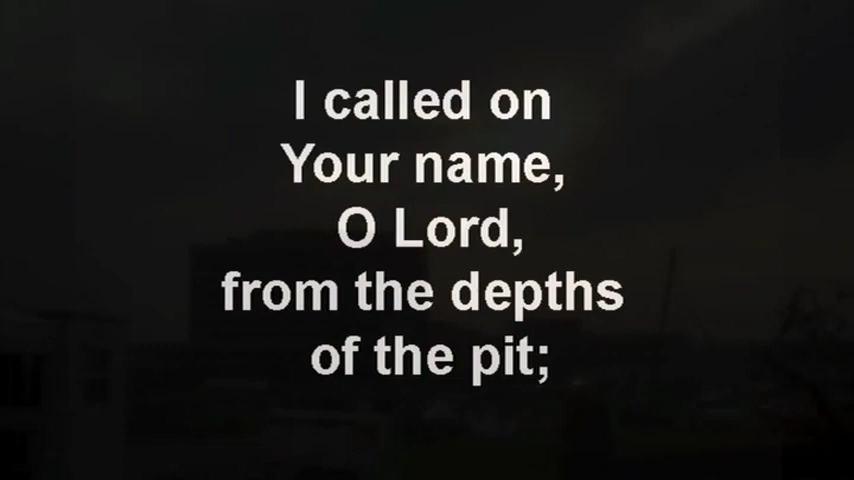 I called on
Your name,
O Lord,
from the depths
of the pit;